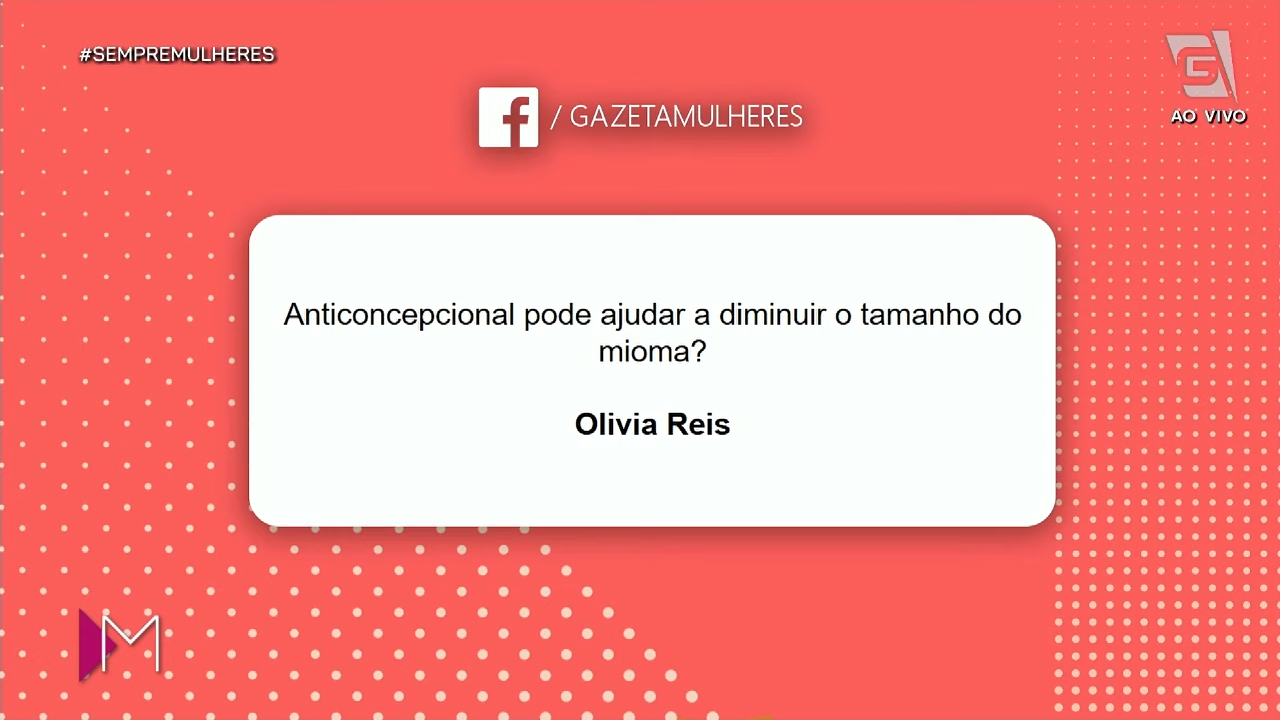 #SEMPREMULHERES
/ GAZETAMULHERES
AO VIVO
Anticoncepcional pode ajudar a diminuir o tamanho do
mioma?
Olivia Reis
M